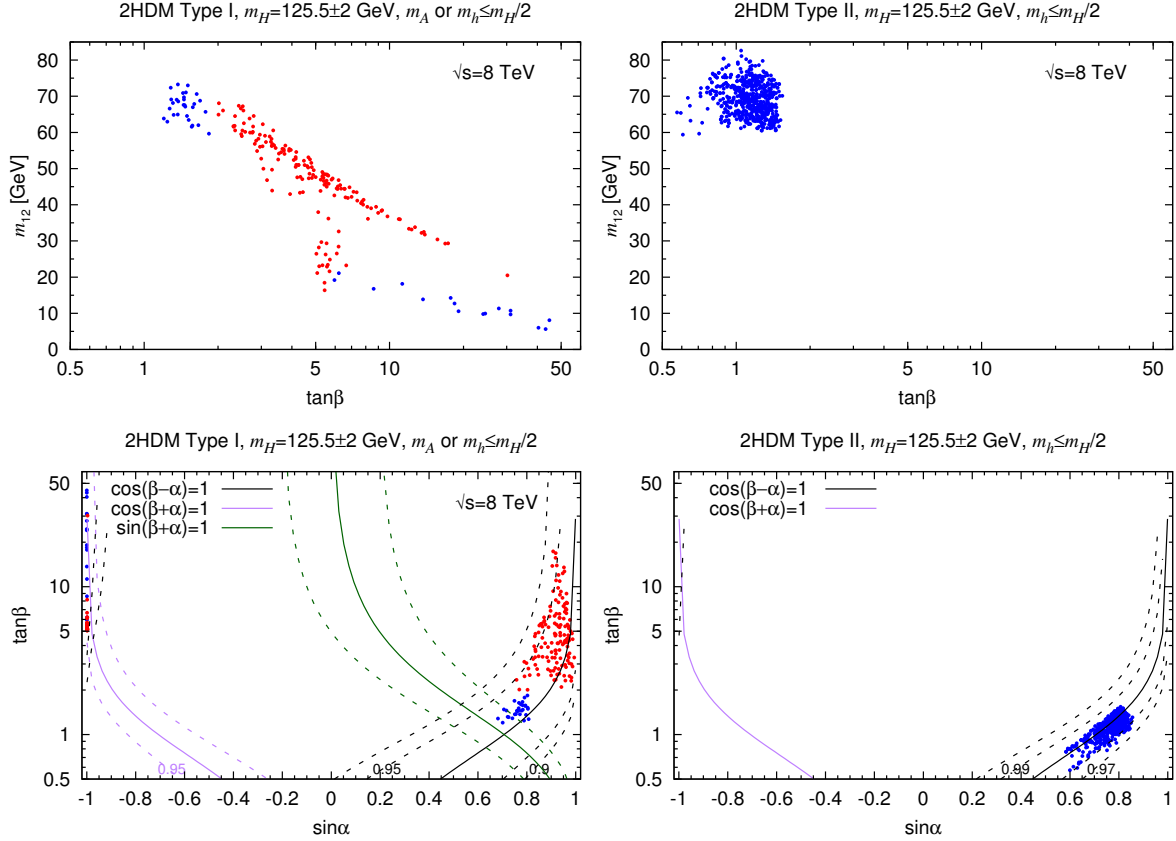 2HDM Type I, m_H=125.5±2 GeV, m_A or m_h≤m_H/2
√s=8 TeV
m_12 [GeV]
80
70
60
50
40
30
20
10
0
0.5 1 5 10 50
tanβ
2HDM Type II, m_H=125.5±2 GeV, m_h≤m_H/2
√s=8 TeV
m_12 [GeV]
80
70
60
50
40
30
20
10
0
0.5 1 5 10 50
tanβ
2HDM Type I, m_H=125.5±2 GeV, m_A or m_h≤m_H/2
cos(β-α)=1
cos(β+α)=1
sin(β+α)=1
√s=8 TeV
tanβ
50
10
5
1
0.5
0.95 0.95 0.9
-1 -0.8 -0.6 -0.4 -0.2 0 0.2 0.4 0.6 0.8 1
sinα
2HDM Type II, m_H=125.5±2 GeV, m_h≤m_H/2
cos(β-α)=1
cos(β+α)=1
tanβ
50
10
5
1
0.5
0.99 0.97
-1 -0.8 -0.6 -0.4 -0.2 0 0.2 0.4 0.6 0.8 1
sinα